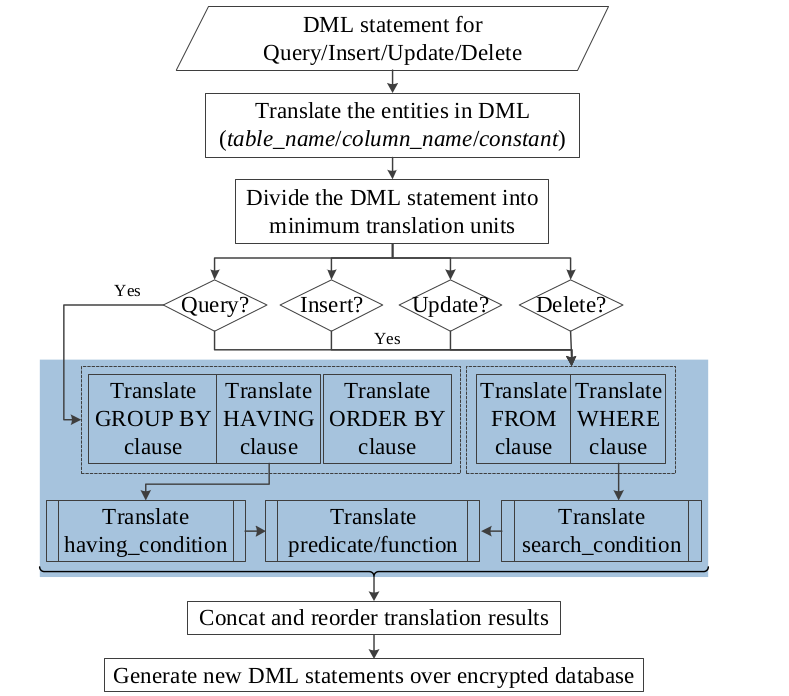 DML statement for
Query/Insert/Update/Delete
Translate the entities in DML
(table_name/column_name/constant)
Divide the DML statement into
minimum translation units
Yes
Query?
Insert?
Update?
Delete?
Yes
Translate
GROUP BY
clause
Translate
HAVING
clause
Translate
ORDER BY
clause
Translate
FROM
clause
Translate
WHERE
clause
Translate
having_condition
Translate
predicate/function
Translate
search_condition
Concat and reorder translation results
Generate new DML statements over encrypted database